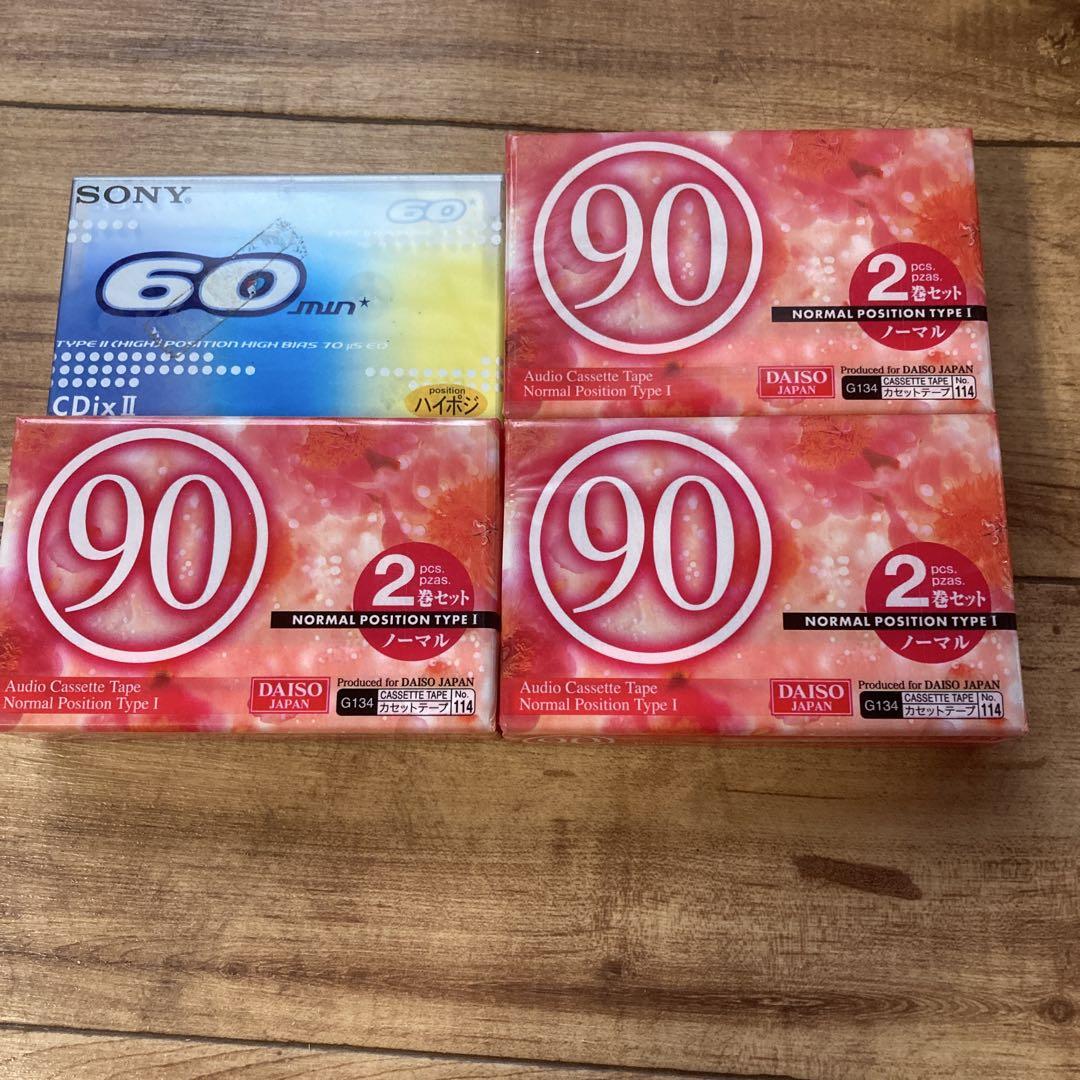 SONY
60
60min*
TYPE II (HIGH) POSITION HIGH BIAS 70 µS EQ
CDixⅡ
position
ハイポジ
90
2 pcs.
pzas.
巻セット
NORMAL POSITION TYPE I
ノーマル
Audio Cassette Tape
Normal Position Type I
DAISO
JAPAN
Produced for DAISO JAPAN
G134 CASSETTE TAPE No.
カセットテープ 114
90
2 pcs.
pzas.
巻セット
NORMAL POSITION TYPE I
ノーマル
Audio Cassette Tape
Normal Position Type I
DAISO
JAPAN
Produced for DAISO JAPAN
G134 CASSETTE TAPE No.
カセットテープ 114
90
2 pcs.
pzas.
巻セット
NORMAL POSITION TYPE I
ノーマル
Audio Cassette Tape
Normal Position Type I
DAISO
JAPAN
Produced for DAISO JAPAN
G134 CASSETTE TAPE No.
カセットテープ 114
90